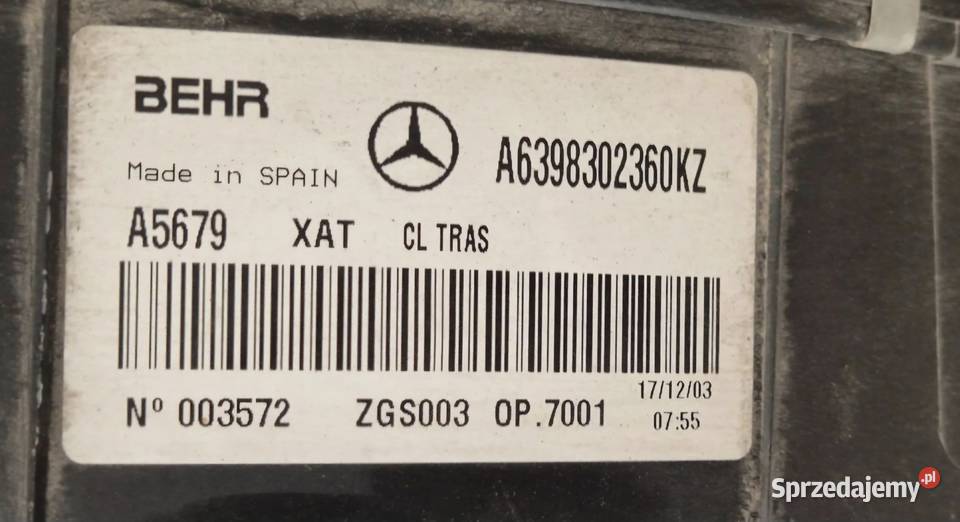 BEHR
A6398302360KZ
Made in SPAIN
A5679 XAT CL TRAS
17/12/03
Nº 003572 ZGS003 OP.7001 07:55
Sprzedajemy.pl